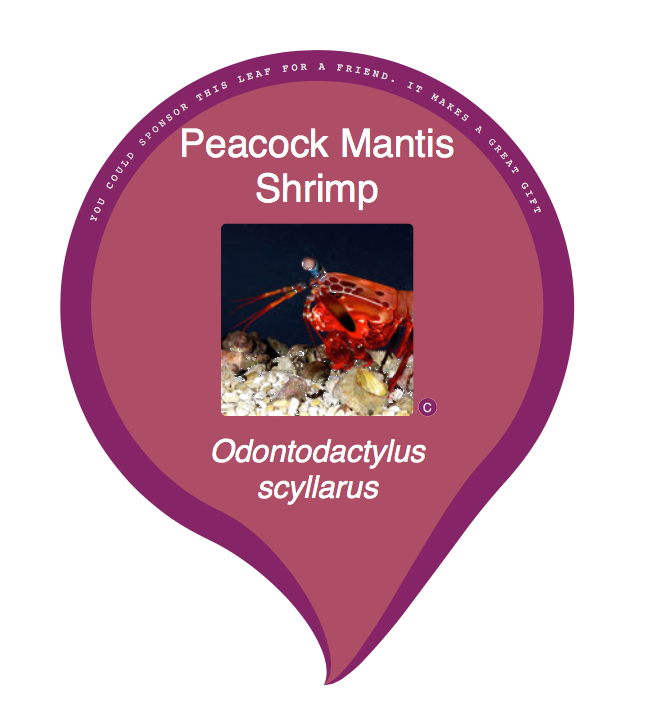 YOU COULD SPONSOR THIS LEAF FOR A FRIEND. IT MAKES A GREAT GIFT
Peacock Mantis
Shrimp
C
Odontodactylus
scyllarus